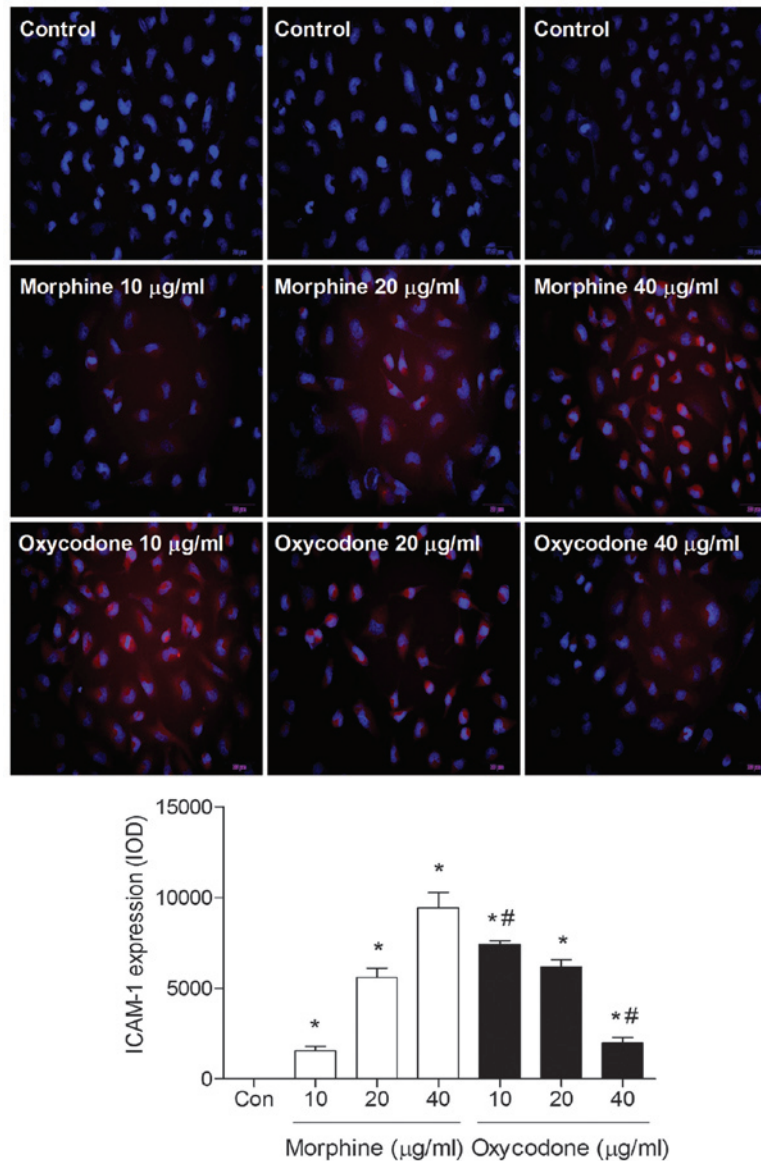 Control Control Control
Morphine 10 μg/ml Morphine 20 μg/ml Morphine 40 μg/ml
Oxycodone 10 μg/ml Oxycodone 20 μg/ml Oxycodone 40 μg/ml
15000
10000
5000
0
ICAM-1 expression (IOD)
* * * *# * *#
Con 10 20 40 10 20 40
Morphine (μg/ml) Oxycodone (μg/ml)